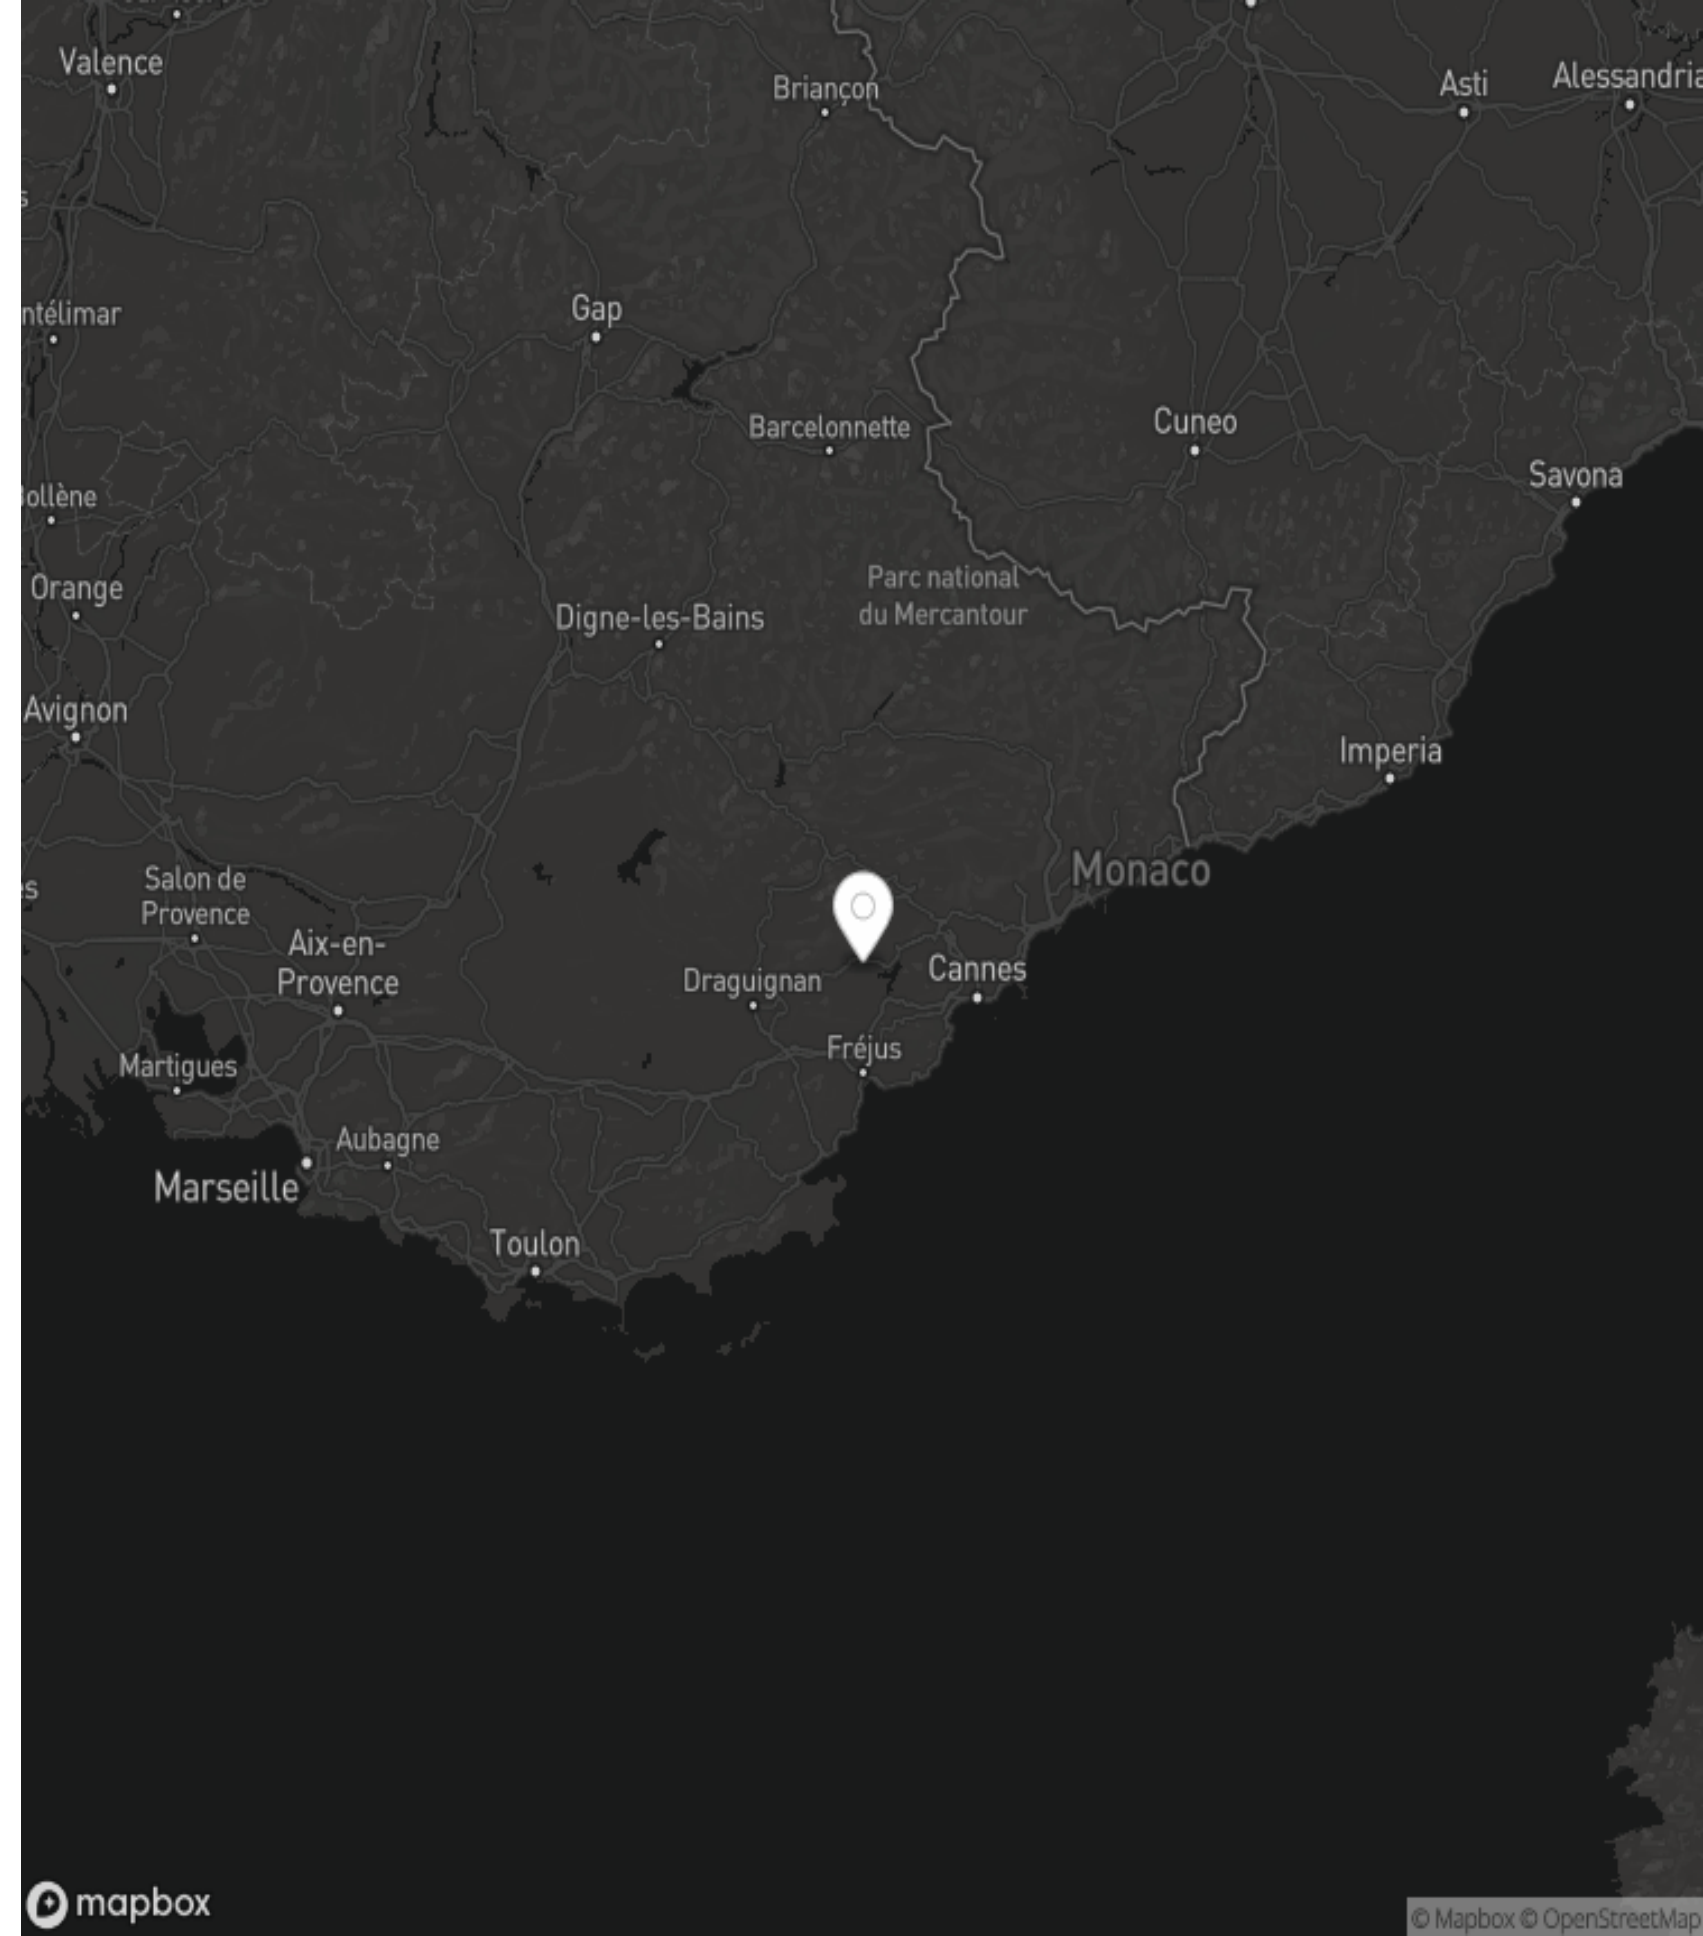 Valence
Briançon
Asti
Alessandria
Gap
ntélimar
Barcelonnette
Cuneo
Savona
ollène
Orange
Parc national
du Mercantour
Digne-les-Bains
Avignon
Imperia
Monaco
Salon de
Provence
Aix-en-
Provence
Draguignan
Cannes
Fréjus
Martigues
Aubagne
Marseille
Toulon
mapbox
© Mapbox © OpenStreetMap